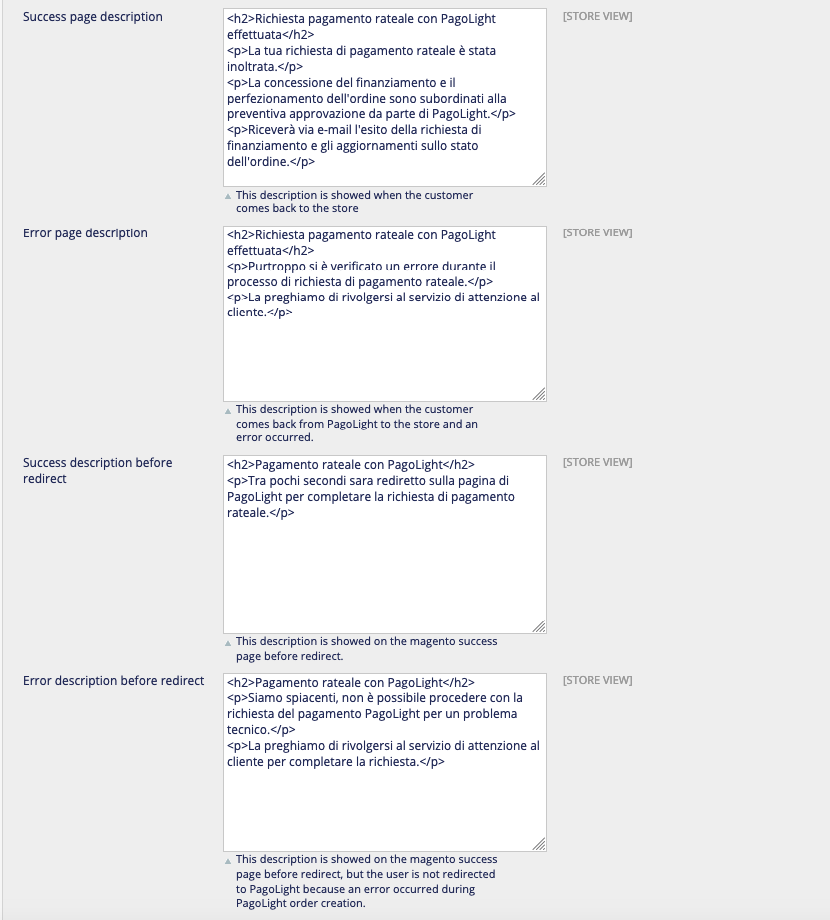 Success page description
<h2>Richiesta pagamento rateale con PagoLight
effettuata</h2>
<p>La tua richiesta di pagamento rateale è stata
inoltrata.</p>
<p>La concessione del finanziamento e il
perfezionamento dell'ordine sono subordinati alla
preventiva approvazione da parte di PagoLight.</p>
<p>Riceverà via e-mail l'esito della richiesta di
finanziamento e gli aggiornamenti sullo stato
dell'ordine.</p>
[STORE VIEW]
This description is showed when the customer
comes back to the store
Error page description
<h2>Richiesta pagamento rateale con PagoLight
effettuata</h2>
<p>Purtroppo si è verificato un errore durante il
processo di richiesta di pagamento rateale.</p>
<p>La preghiamo di rivolgersi al servizio di attenzione al
cliente.</p>
[STORE VIEW]
This description is showed when the customer
comes back from PagoLight to the store and an
error occurred.
Success description before
redirect
<h2>Pagamento rateale con PagoLight</h2>
<p>Tra pochi secondi sara rediretto sulla pagina di
PagoLight per completare la richiesta di pagamento
rateale.</p>
[STORE VIEW]
This description is showed on the magento success
page before redirect.
Error description before redirect
<h2>Pagamento rateale con PagoLight</h2>
<p>Siamo spiacenti, non è possibile procedere con la
richiesta del pagamento PagoLight per un problema
tecnico.</p>
<p>La preghiamo di rivolgersi al servizio di attenzione al
cliente per completare la richiesta.</p>
[STORE VIEW]
This description is showed on the magento success
page before redirect, but the user is not redirected
to PagoLight because an error occurred during
PagoLight order creation.